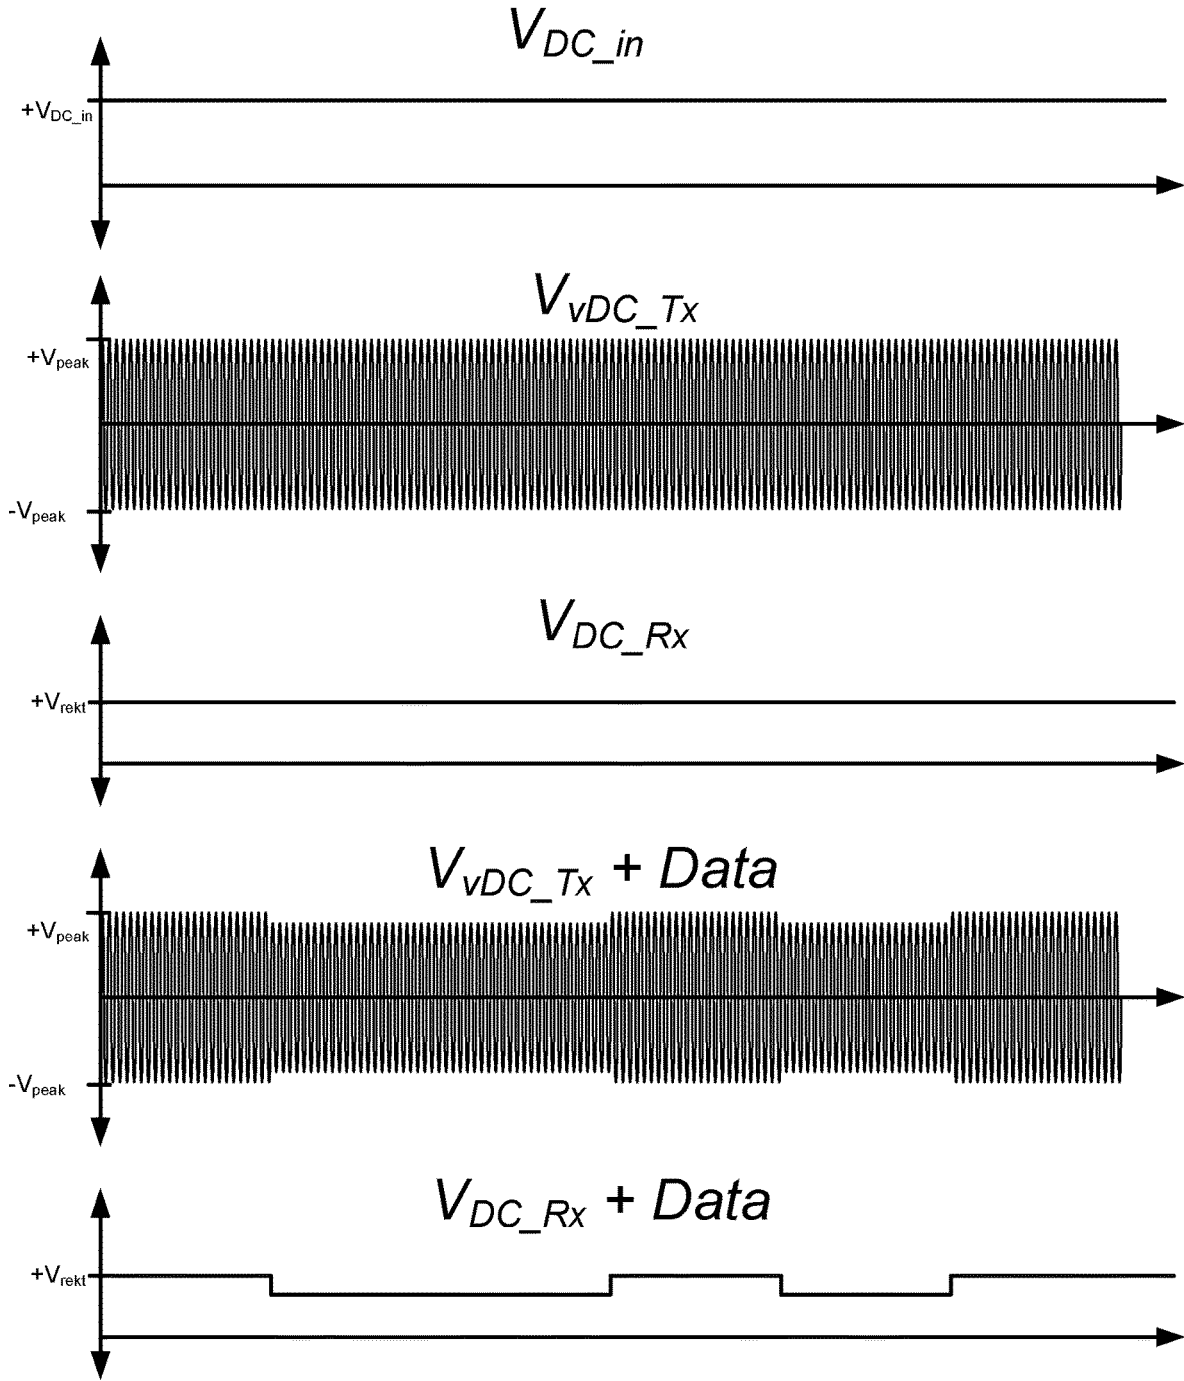 V_DC_in
+V_DC_in
V_vDC_Tx
+V_peak
-V_peak
V_DC_Rx
+V_rekt
V_vDC_Tx + Data
+V_peak
-V_peak
V_DC_Rx + Data
+V_rekt